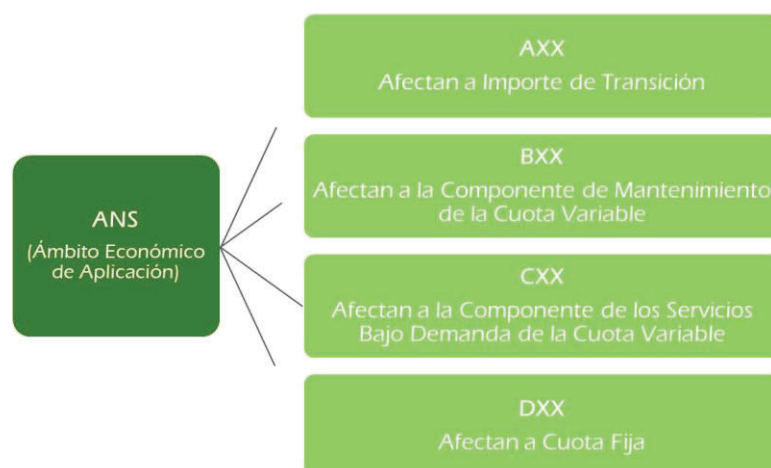 ANS
(Ámbito Económico
de Aplicación)
AXX
Afectan a Importe de Transición
BXX
Afectan a la Componente de Mantenimiento
de la Cuota Variable
CXX
Afectan a la Componente de los Servicios
Bajo Demanda de la Cuota Variable
DXX
Afectan a Cuota Fija